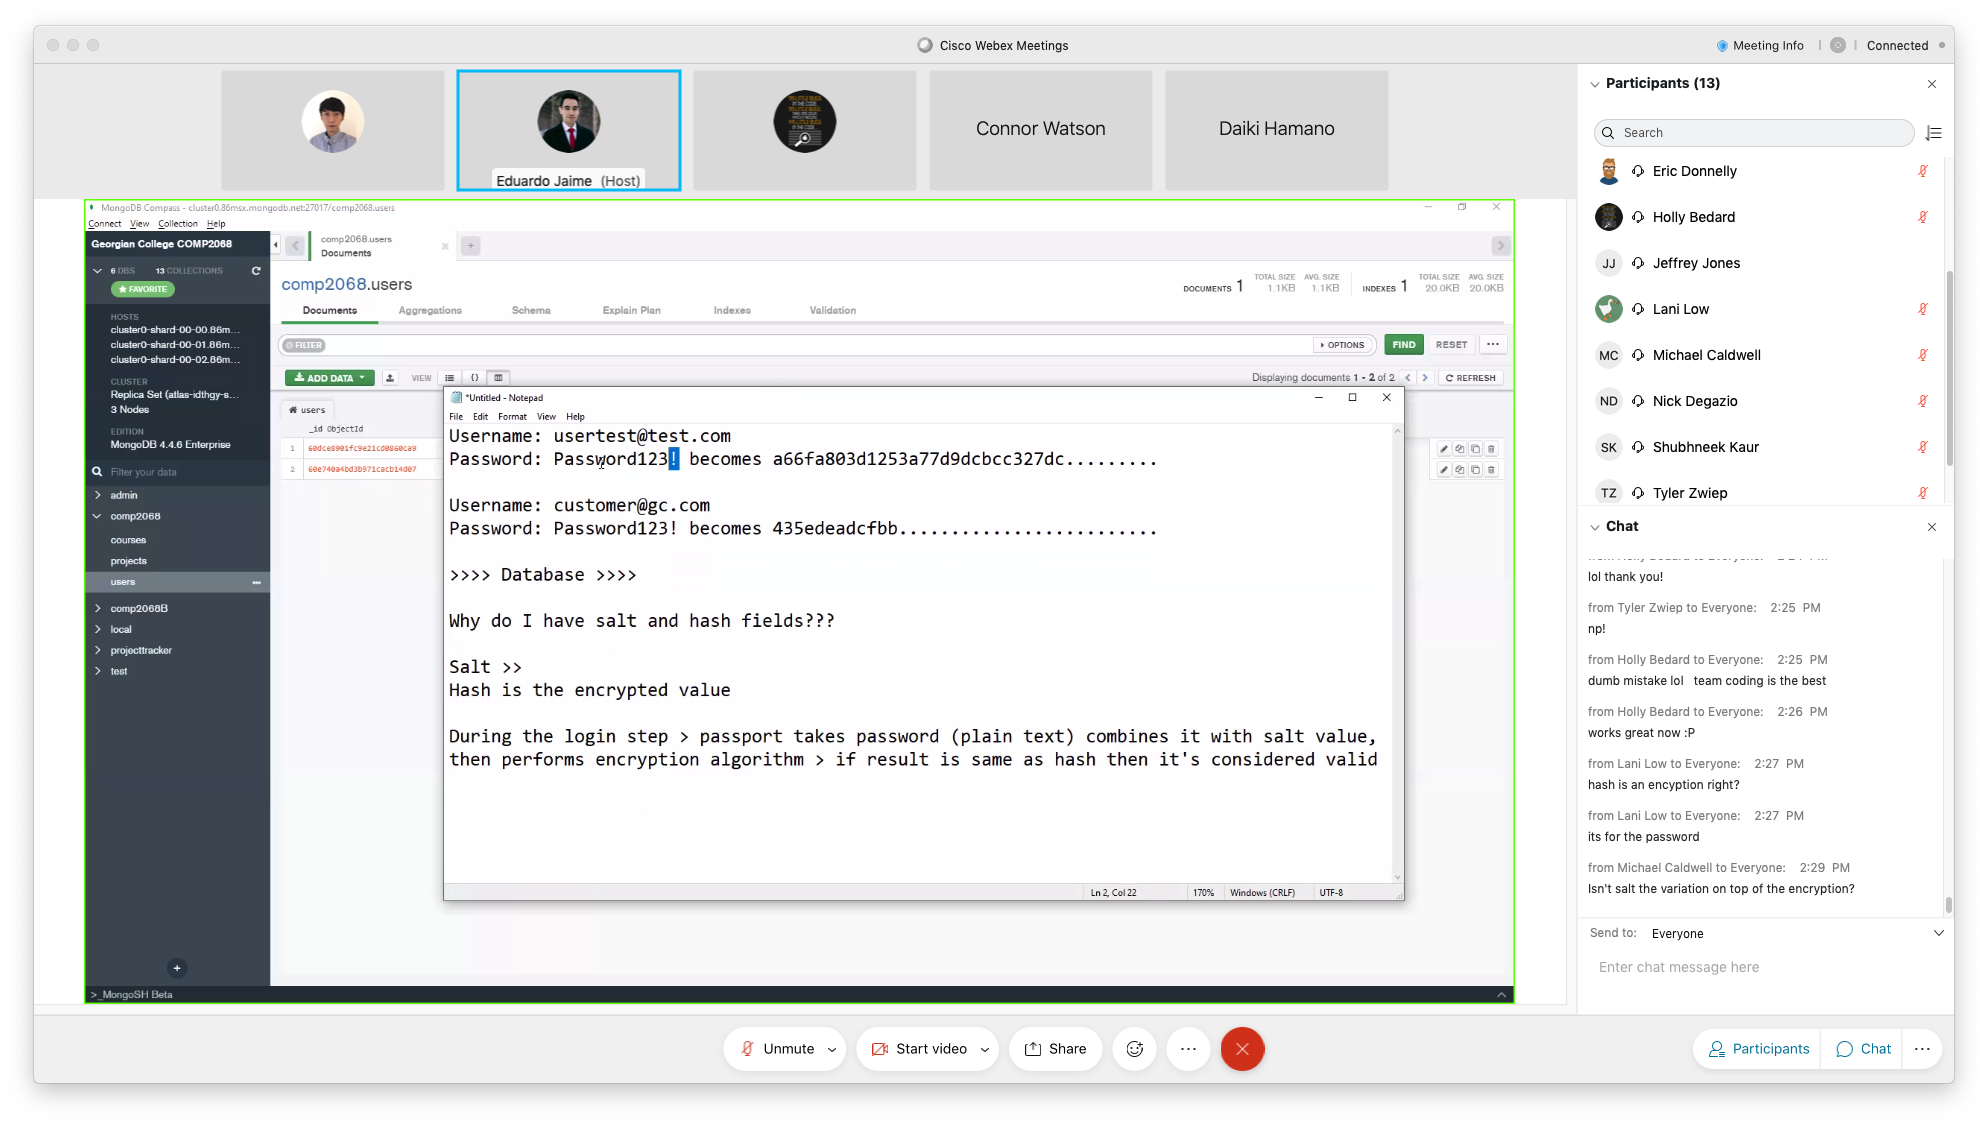 Cisco Webex Meetings
Meeting Info
Connected
Eduardo Jaime (Host)
Connor Watson
Daiki Hamano
MongoDB Compass - cluster0.86msx.mongodb.net:27017/comp2068.users
Connect View Collection Help
Georgian College COMP2068
6 DBS 13 COLLECTIONS
FAVORITE
HOSTS
cluster0-shard-00-00.86m...
cluster0-shard-00-01.86m...
cluster0-shard-00-02.86m...
CLUSTER
Replica Set (atlas-idthgy-s...
3 Nodes
EDITION
MongoDB 4.4.6 Enterprise
Filter your data
admin
comp2068
courses
projects
users
comp2068B
local
projecttracker
test
>_MongoSH Beta
comp2068.users
Documents
comp2068.users
DOCUMENTS 1 TOTAL SIZE 1.1KB AVG. SIZE 1.1KB INDEXES 1 TOTAL SIZE 20.0KB AVG. SIZE 20.0KB
Documents Aggregations Schema Explain Plan Indexes Validation
FILTER OPTIONS FIND RESET ...
ADD DATA VIEW {} Displaying documents 1 - 2 of 2 REFRESH
users
_id ObjectId
1 60dce8901fc9e21cd0860ca9
2 60e740a4bd3b971cacb14d07
*Untitled - Notepad
File Edit Format View Help
Username: usertest@test.com
Password: Password123! becomes a66fa803d1253a77d9dcbcc327dc.........
Username: customer@gc.com
Password: Password123! becomes 435edeadcfbb.........................
>>>> Database >>>>
Why do I have salt and hash fields???
Salt >>
Hash is the encrypted value
During the login step > passport takes password (plain text) combines it with salt value,
then performs encryption algorithm > if result is same as hash then it's considered valid
Ln 2, Col 22 170% Windows (CRLF) UTF-8
Participants (13)
Search
Eric Donnelly
Holly Bedard
JJ Jeffrey Jones
Lani Low
MC Michael Caldwell
ND Nick Degazio
SK Shubhneek Kaur
TZ Tyler Zwiep
Chat
lol thank you!
from Tyler Zwiep to Everyone: 2:25 PM
np!
from Holly Bedard to Everyone: 2:25 PM
dumb mistake lol team coding is the best
from Holly Bedard to Everyone: 2:26 PM
works great now :P
from Lani Low to Everyone: 2:27 PM
hash is an encyption right?
from Lani Low to Everyone: 2:27 PM
its for the password
from Michael Caldwell to Everyone: 2:29 PM
Isn't salt the variation on top of the encryption?
Send to: Everyone
Enter chat message here
Unmute Start video Share
Participants Chat